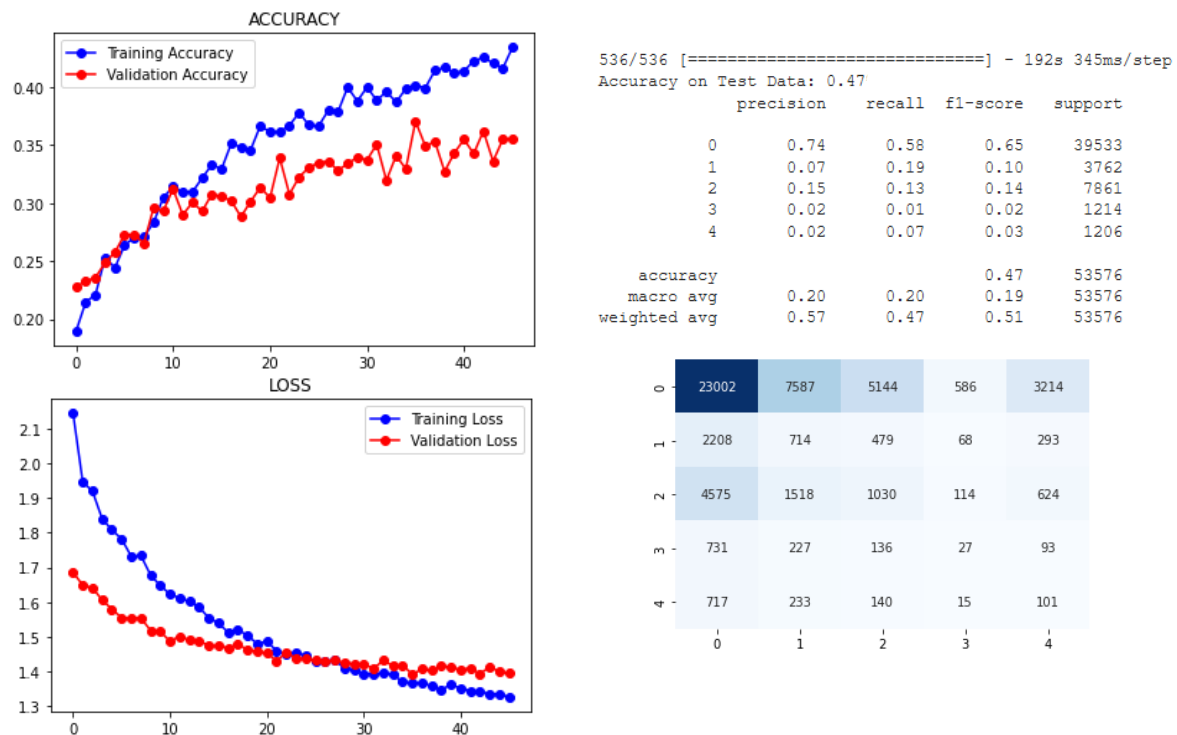 ACCURACY
Training Accuracy
Validation Accuracy
0.40
0.35
0.30
0.25
0.20
0 10 20 30 40
LOSS
Training Loss
Validation Loss
2.1
2.0
1.9
1.8
1.7
1.6
1.5
1.4
1.3
0 10 20 30 40
536/536 [==============================] - 192s 345ms/step
Accuracy on Test Data: 0.47
precision recall f1-score support
0 0.74 0.58 0.65 39533
1 0.07 0.19 0.10 3762
2 0.15 0.13 0.14 7861
3 0.02 0.01 0.02 1214
4 0.02 0.07 0.03 1206
accuracy 0.47 53576
macro avg 0.20 0.20 0.19 53576
weighted avg 0.57 0.47 0.51 53576
0 23002 7587 5144 586 3214
1 2208 714 479 68 293
2 4575 1518 1030 114 624
3 731 227 136 27 93
4 717 233 140 15 101
0 1 2 3 4